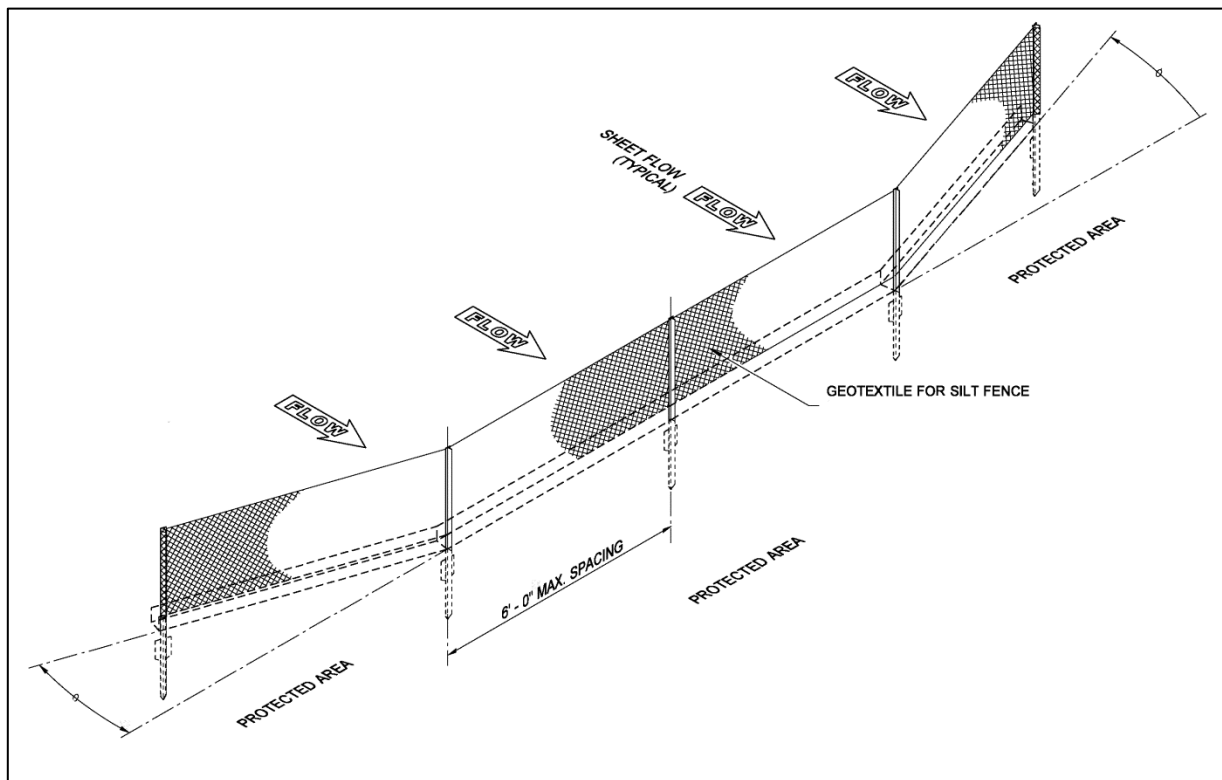 FLOW
SHEET FLOW
(TYPICAL)
FLOW
FLOW
FLOW
PROTECTED AREA
GEOTEXTILE FOR SILT FENCE
6' - 0" MAX. SPACING
PROTECTED AREA
PROTECTED AREA